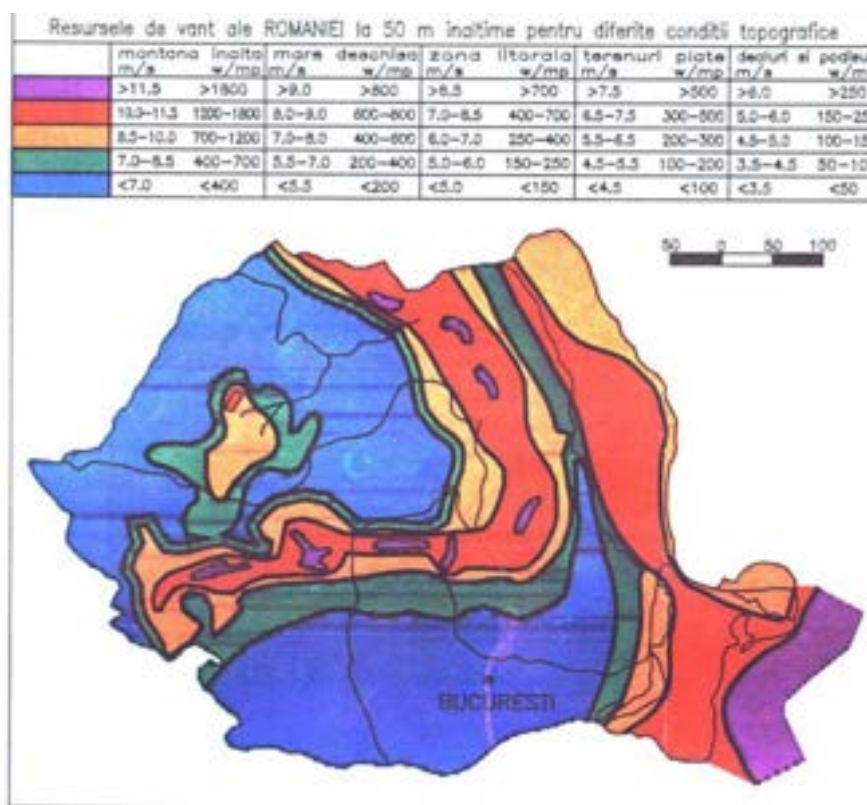 Resursele de vant ale ROMANIEI la 50 m inaltime pentru diferite conditii topografice
montana inalta mare deschisa zona litorala terenuri plate dealuri si podisuri
m/s w/mp m/s w/mp m/s w/mp m/s w/mp m/s w/mp
>11.5 >1800 >9.0 >800 >8.5 >700 >7.5 >500 >6.0 >250
10.0-11.5 1200-1800 8.0-9.0 600-800 7.0-8.5 400-700 6.5-7.5 300-500 5.0-6.0
8.5-10.0 700-1200 7.0-8.0 400-600 6.0-7.0 250-400 5.5-6.5 200-300 4.5-5.0
7.0-8.5 400-700 5.5-7.0 200-400 5.0-6.0 150-250 4.5-5.5 100-200 3.5-4.5
<7.0 <400 <5.5 <200 <5.0 <150 <4.5 <100 <3.5 <50
50 0 50 100
BUCURESTI